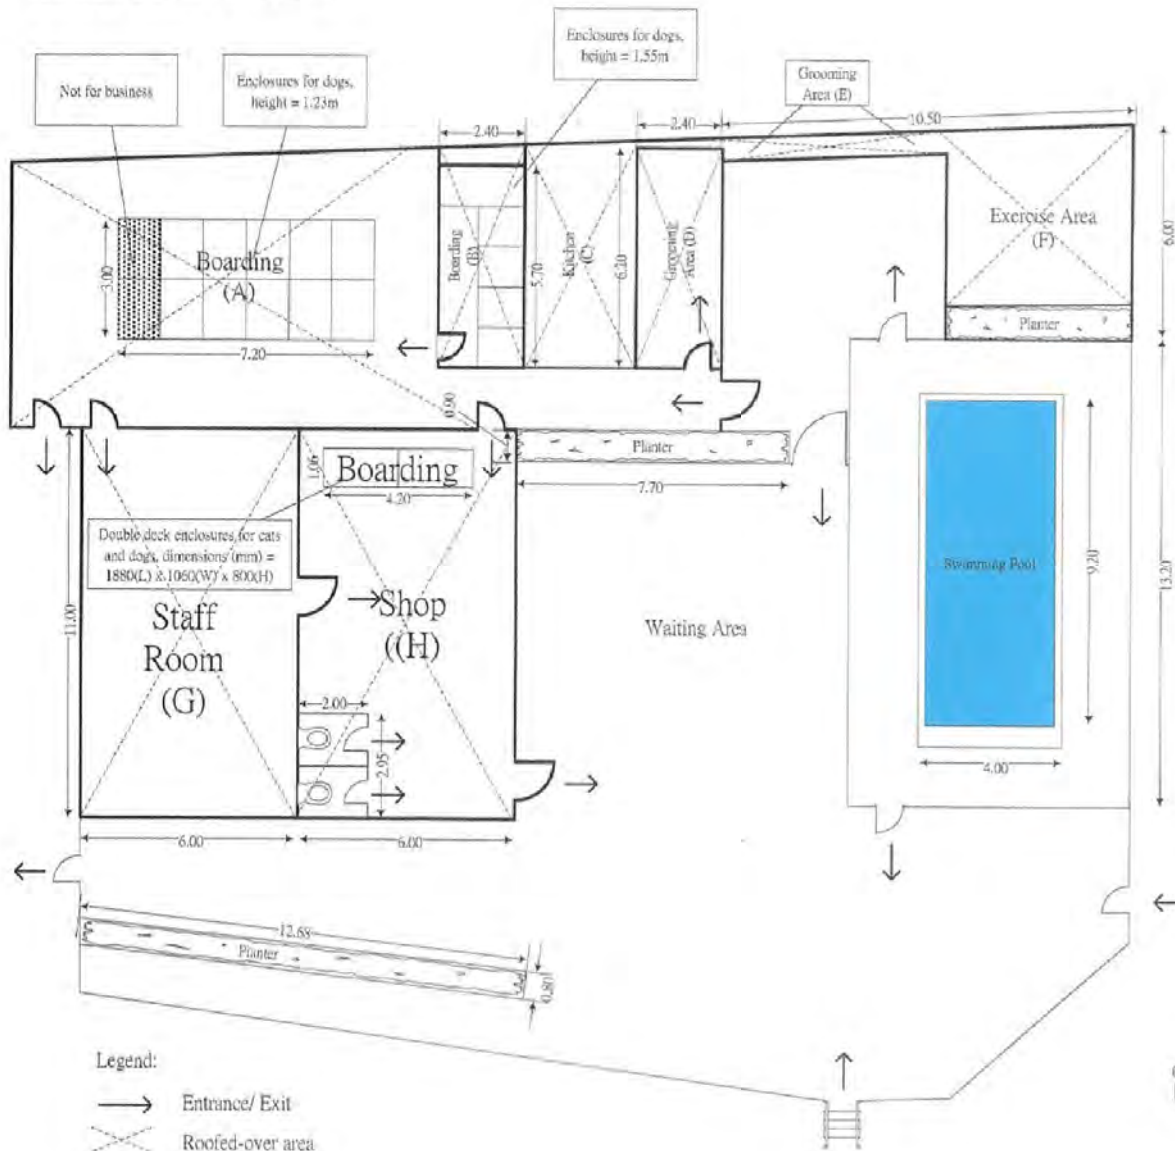 Enclosures for dogs,
height = 1.55m
Not for business
Enclosures for dogs,
height = 1.23m
Grooming
Area (E)
10.50
2.40
2.40
Boarding
(A)
3.00
7.20
Boarding
(B)
5.70
Kitchen
(C)
6.20
Grooming
Area (D)
Exercise Area
(F)
6.00
Planter
0.90
Planter
7.70
Boarding
1.06
4.20
Double deck enclosures for cats
and dogs, dimensions (mm) =
1880(L) x 1060(W) x 800(H)
Staff
Room
(G)
11.00
Shop
((H)
2.00
2.95
6.00
6.00
Waiting Area
Swimming Pool
9.20
13.20
4.00
12.68
Planter
0.80
Legend:
Entrance/ Exit
Roofed-over area